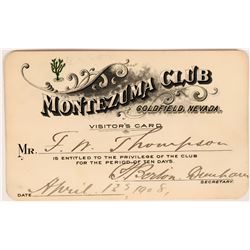 MONTEZUMA CLUB
GOLDFIELD, NEVADA.
VISITOR'S CARD
MR. F. W. Thompson
IS ENTITLED TO THE PRIVILEGE OF THE CLUB
FOR THE PERIOD OF TEN DAYS.
SECRETARY.
DATE April 12 1908.